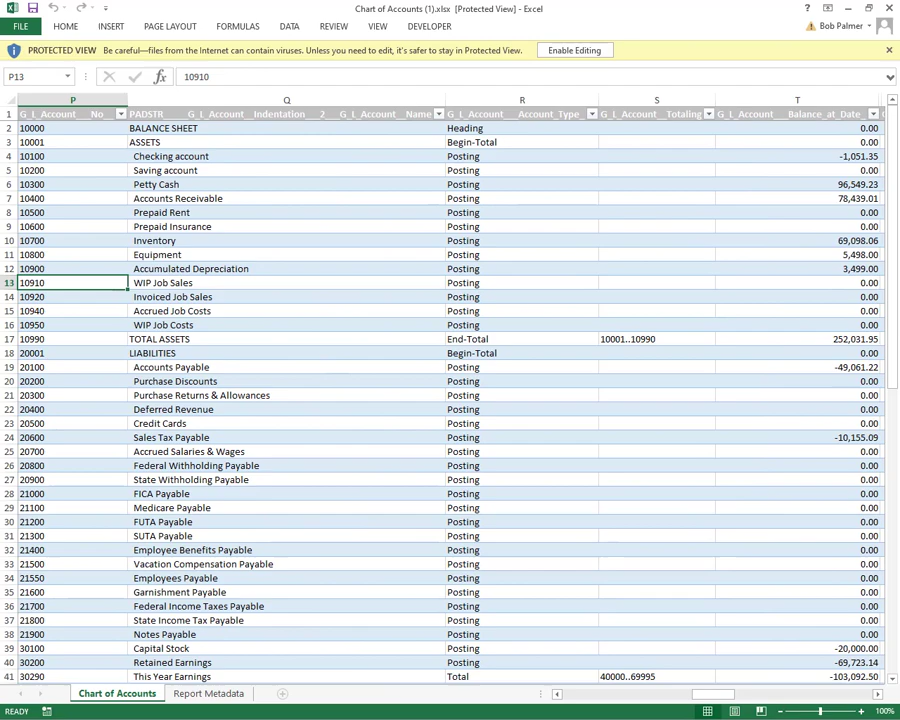 Chart of Accounts (1).xlsx [Protected View] - Excel
FILE HOME INSERT PAGE LAYOUT FORMULAS DATA REVIEW VIEW DEVELOPER Bob Palmer
PROTECTED VIEW Be careful—files from the Internet can contain viruses. Unless you need to edit, it's safer to stay in Protected View. Enable Editing
P13 fx 10910
P Q R S T
1 G_L_Account__No_ PADSTR G_L_Account__Indentation__2 G_L_Account__Name G_L_Account__Account_Type_ G_L_Account__Totaling G_L_Account__Balance_at_Date_
2 10000 BALANCE SHEET Heading 0.00
3 10001 ASSETS Begin-Total 0.00
4 10100 Checking account Posting -1,051.35
5 10200 Saving account Posting 0.00
6 10300 Petty Cash Posting 96,549.23
7 10400 Accounts Receivable Posting 78,439.01
8 10500 Prepaid Rent Posting 0.00
9 10600 Prepaid Insurance Posting 0.00
10 10700 Inventory Posting 69,098.06
11 10800 Equipment Posting 5,498.00
12 10900 Accumulated Depreciation Posting 3,499.00
13 10910 WIP Job Sales Posting 0.00
14 10920 Invoiced Job Sales Posting 0.00
15 10940 Accrued Job Costs Posting 0.00
16 10950 WIP Job Costs Posting 0.00
17 10990 TOTAL ASSETS End-Total 10001..10990 252,031.95
18 20001 LIABILITIES Begin-Total 0.00
19 20100 Accounts Payable Posting -49,061.22
20 20200 Purchase Discounts Posting 0.00
21 20300 Purchase Returns & Allowances Posting 0.00
22 20400 Deferred Revenue Posting 0.00
23 20500 Credit Cards Posting 0.00
24 20600 Sales Tax Payable Posting -10,155.09
25 20700 Accrued Salaries & Wages Posting 0.00
26 20800 Federal Withholding Payable Posting 0.00
27 20900 State Withholding Payable Posting 0.00
28 21000 FICA Payable Posting 0.00
29 21100 Medicare Payable Posting 0.00
30 21200 FUTA Payable Posting 0.00
31 21300 SUTA Payable Posting 0.00
32 21400 Employee Benefits Payable Posting 0.00
33 21500 Vacation Compensation Payable Posting 0.00
34 21550 Employees Payable Posting 0.00
35 21600 Garnishment Payable Posting 0.00
36 21700 Federal Income Taxes Payable Posting 0.00
37 21800 State Income Tax Payable Posting 0.00
38 21900 Notes Payable Posting 0.00
39 30100 Capital Stock Posting -20,000.00
40 30200 Retained Earnings Posting -69,723.14
41 30290 This Year Earnings Total 40000..69995 -103,092.50
Chart of Accounts Report Metadata
READY 100%